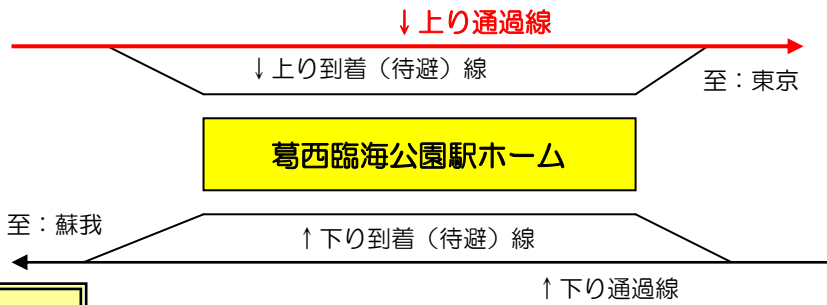 ↓上り通過線
↓上り到着（待避）線
至：東京
葛西臨海公園駅ホーム
至：蘇我
↑下り到着（待避）線
↑下り通過線